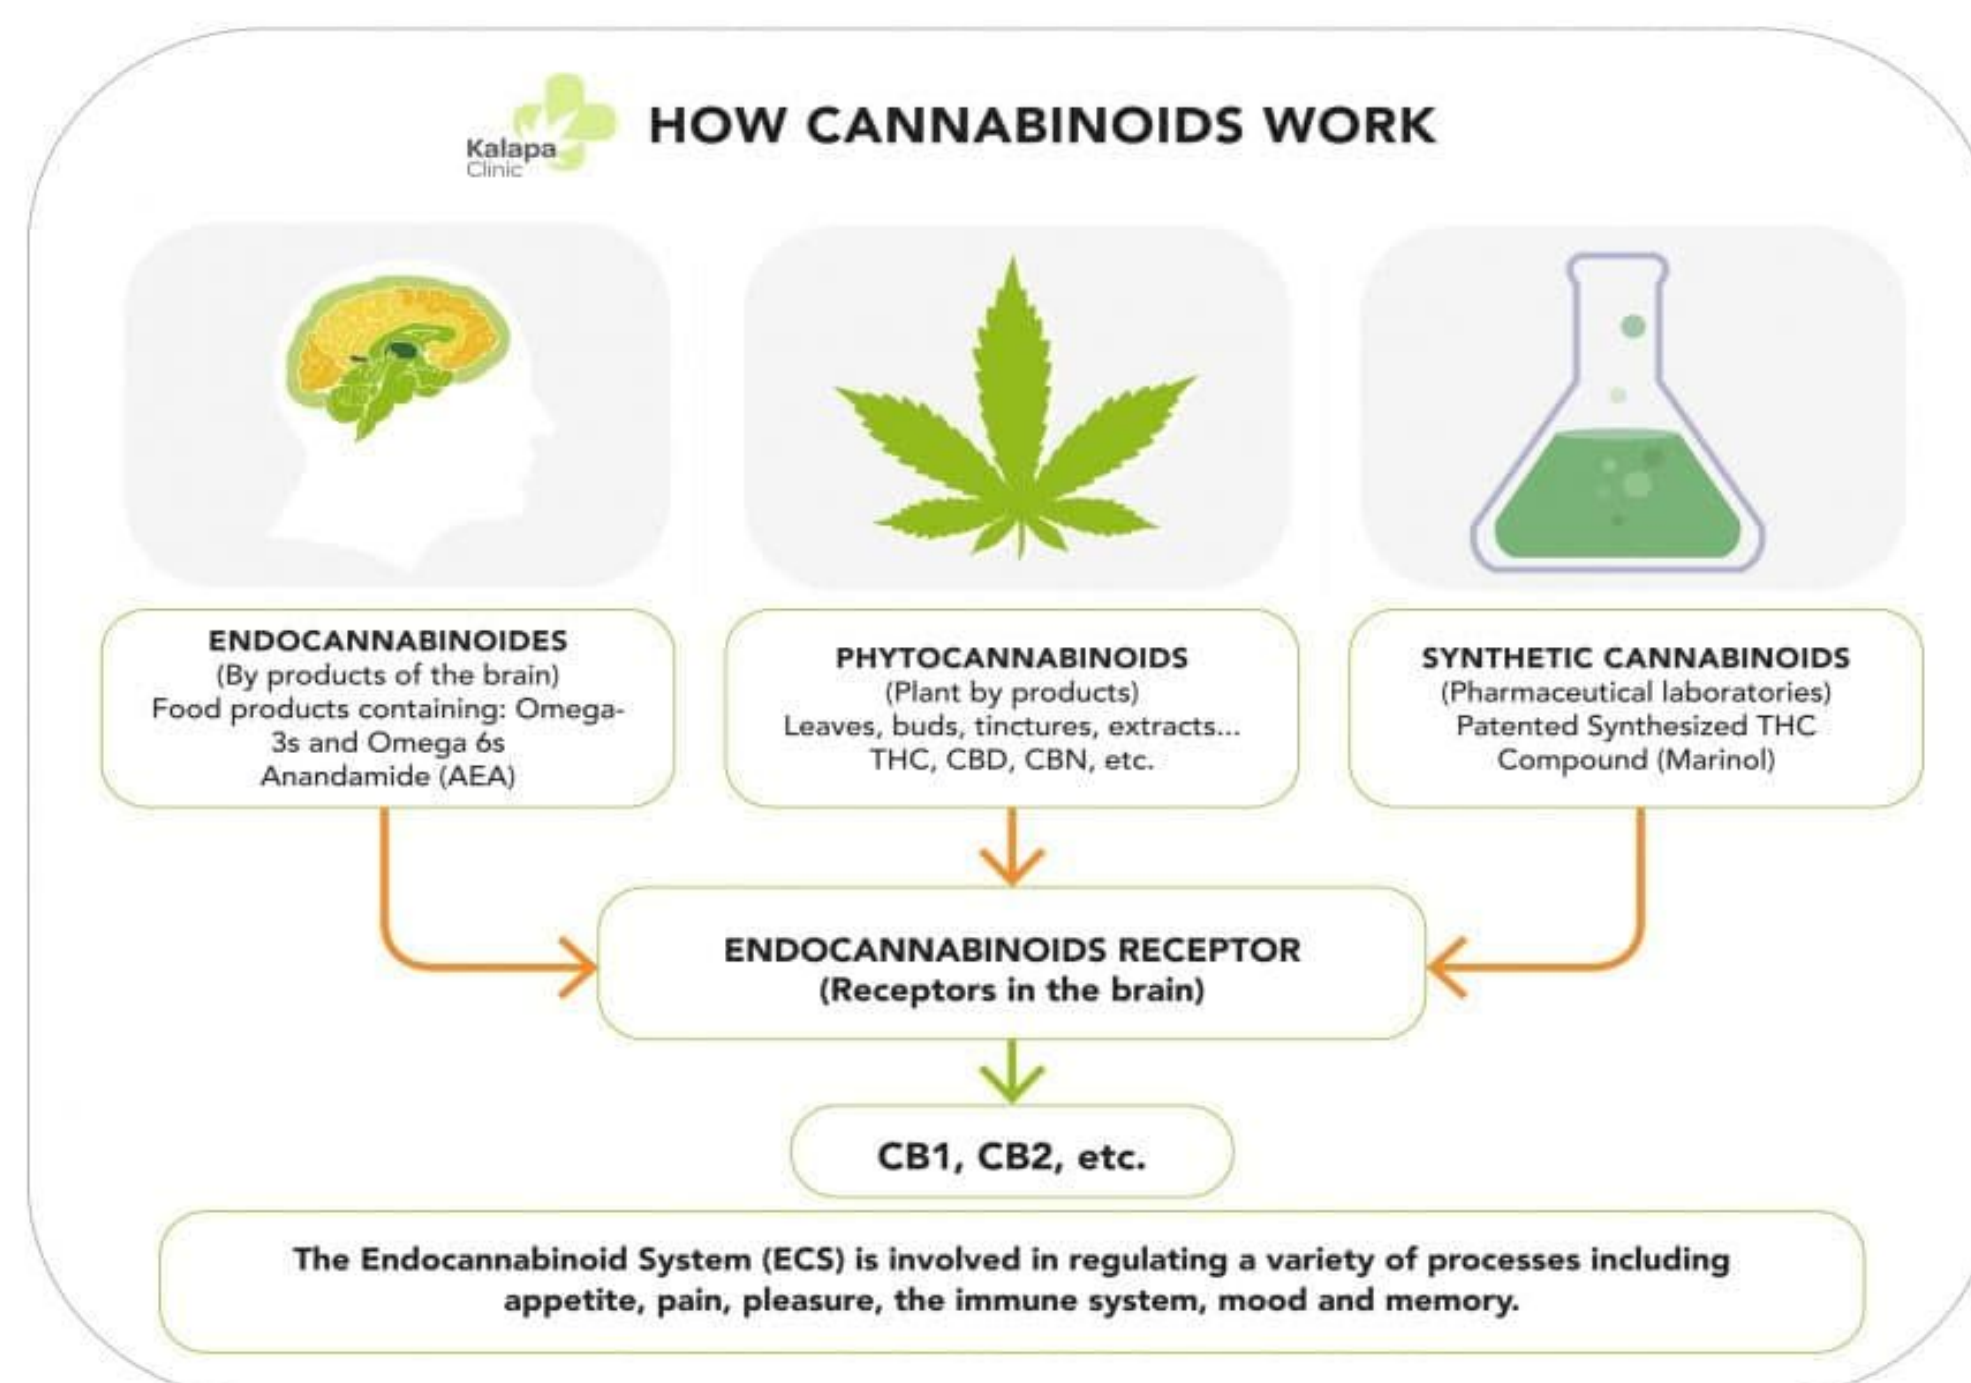 Kalapa
Clinic
HOW CANNABINOIDS WORK
ENDOCANNABINOIDES
(By products of the brain)
Food products containing: Omega-
3s and Omega 6s
Anandamide (AEA)
PHYTOCANNABINOIDS
(Plant by products)
Leaves, buds, tinctures, extracts...
THC, CBD, CBN, etc.
SYNTHETIC CANNABINOIDS
(Pharmaceutical laboratories)
Patented Synthesized THC
Compound (Marinol)
ENDOCANNABINOIDS RECEPTOR
(Receptors in the brain)
CB1, CB2, etc.
The Endocannabinoid System (ECS) is involved in regulating a variety of processes including
appetite, pain, pleasure, the immune system, mood and memory.